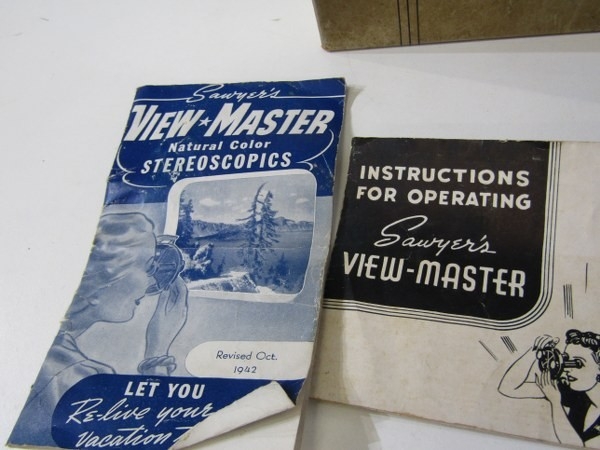 Sawyer's
VIEW★MASTER
Natural Color
STEREOSCOPICS
Revised Oct.
1942
LET YOU
Re-live your
Vacation
INSTRUCTIONS
FOR OPERATING
Sawyer's
VIEW-MASTER